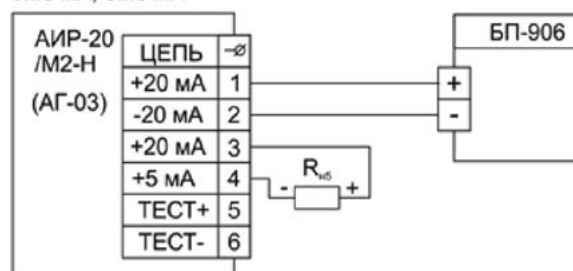 АИР-20
/М2-Н
(АГ-03)
ЦЕПЬ
+20 мА 1
-20 мА 2
+20 мА 3
+5 мА 4
ТЕСТ+ 5
ТЕСТ- 6
- Rн5 +
БП-906
+
-